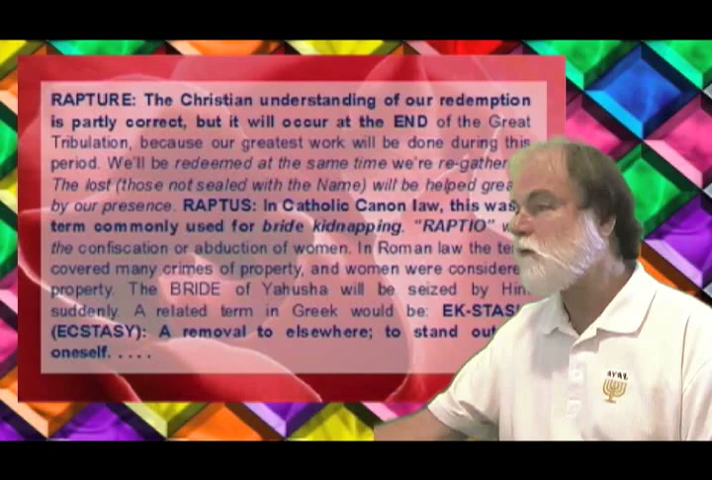 RAPTURE: The Christian understanding of our redemption
is partly correct, but it will occur at the END of the Great
Tribulation, because our greatest work will be done during this
period. We'll be redeemed at the same time we're re-gather
The lost (those not sealed with the Name) will be helped grea
by our presence. RAPTUS: In Catholic Canon law, this was
term commonly used for bride kidnapping. "RAPTIO" w
the confiscation or abduction of women. In Roman law the te
covered many crimes of property, and women were considere
property. The BRIDE of Yahusha will be seized by Him
suddenly. A related term in Greek would be: EK-STASI
(ECSTASY): A removal to elsewhere; to stand out
oneself. . . . .